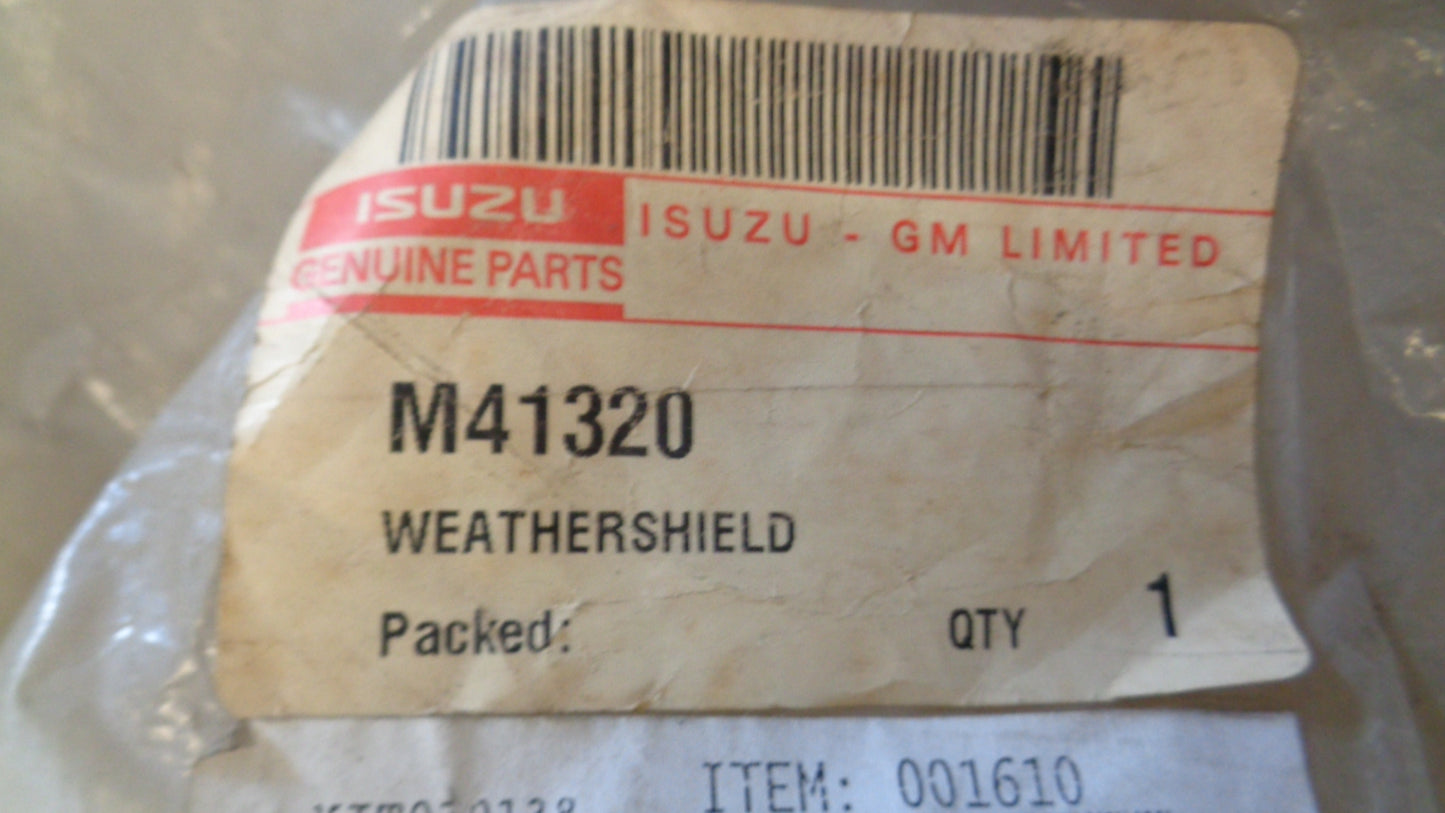 ISUZU
GENUINE PARTS
ISUZU - GM LIMITED
M41320
WEATHERSHIELD
Packed: QTY 1
ITEM: 001610